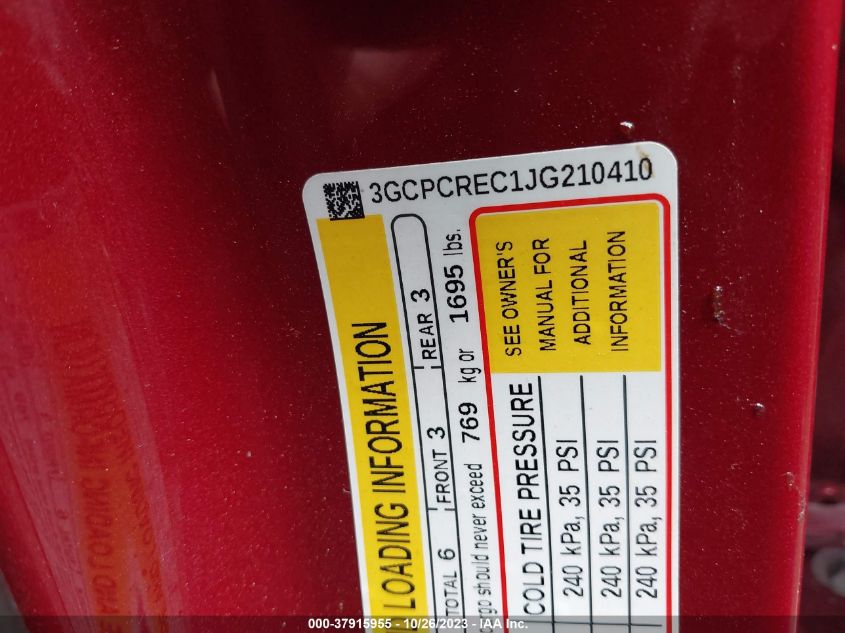 3GCPCREC1JG210410
LOADING INFORMATION
TOTAL 6 FRONT 3 REAR 3
should never exceed 769 kg or 1695 lbs.
COLD TIRE PRESSURE
240 kPa, 35 PSI
240 kPa, 35 PSI
240 kPa, 35 PSI
SEE OWNER'S
MANUAL FOR
ADDITIONAL
INFORMATION
000-37915955 - 10/26/2023 - IAA Inc.